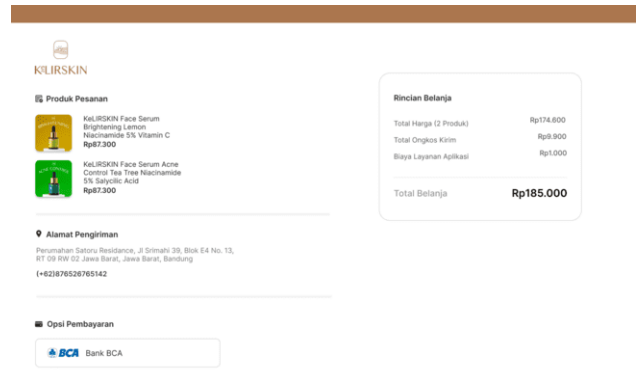 KELIRSKIN
Produk Pesanan
KeLIRSKIN Face Serum
Brightening Lemon
Niacinamide 5% Vitamin C
Rp87.300
KeLIRSKIN Face Serum Acne
Control Tea Tree Niacinamide
5% Salycilic Acid
Rp87.300
Alamat Pengiriman
Perumahan Satoru Residance, Jl Srimahi 39, Blok E4 No. 13,
RT 09 RW 02 Jawa Barat, Jawa Barat, Bandung
(+62)876526765142
Opsi Pembayaran
BCA Bank BCA
Rincian Belanja
Total Harga (2 Produk) Rp174.600
Total Ongkos Kirim Rp9.900
Biaya Layanan Aplikasi Rp1.000
Total Belanja Rp185.000